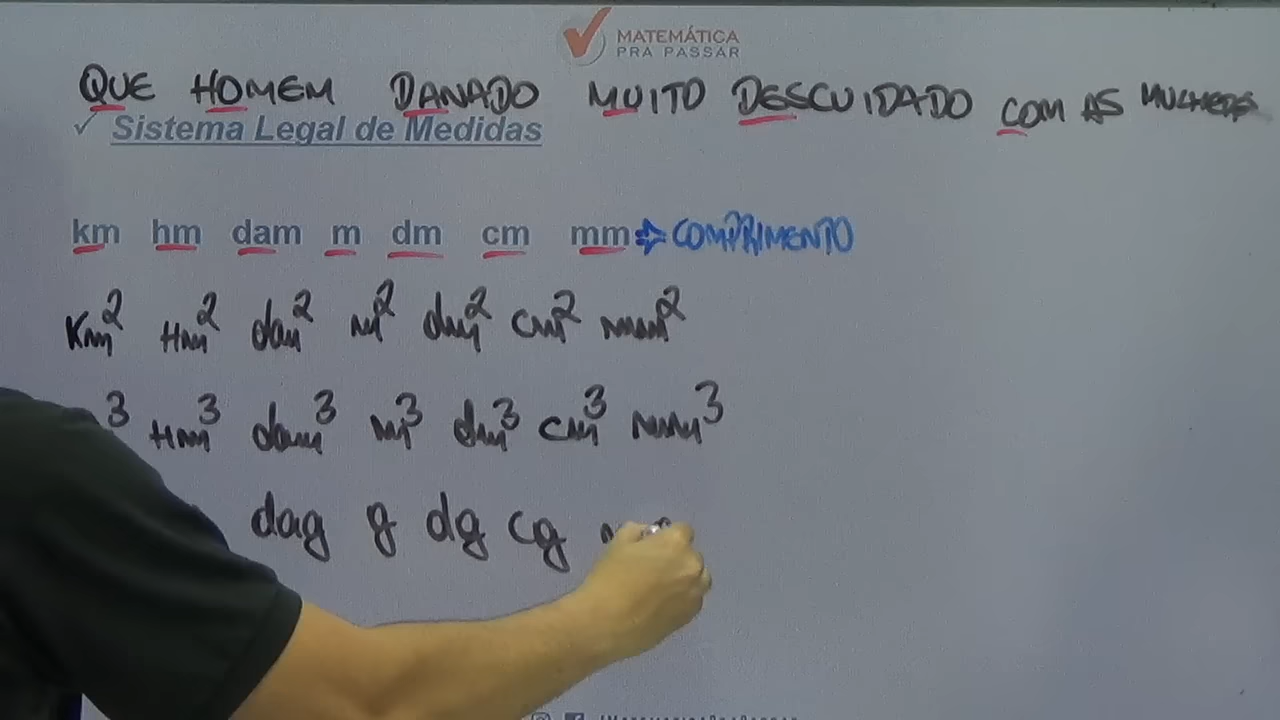 MATEMÁTICA
PRA PASSAR
QUE HOMEM DANADO MUITO DESCUIDADO COM AS MULHERES
✓ Sistema Legal de Medidas
km hm dam m dm cm mm COMPRIMENTO
Km² Hm² dam² m² dm² cm² mm²
³ Hm³ dam³ m³ dm³ cm³ mm³
dag g dg cg